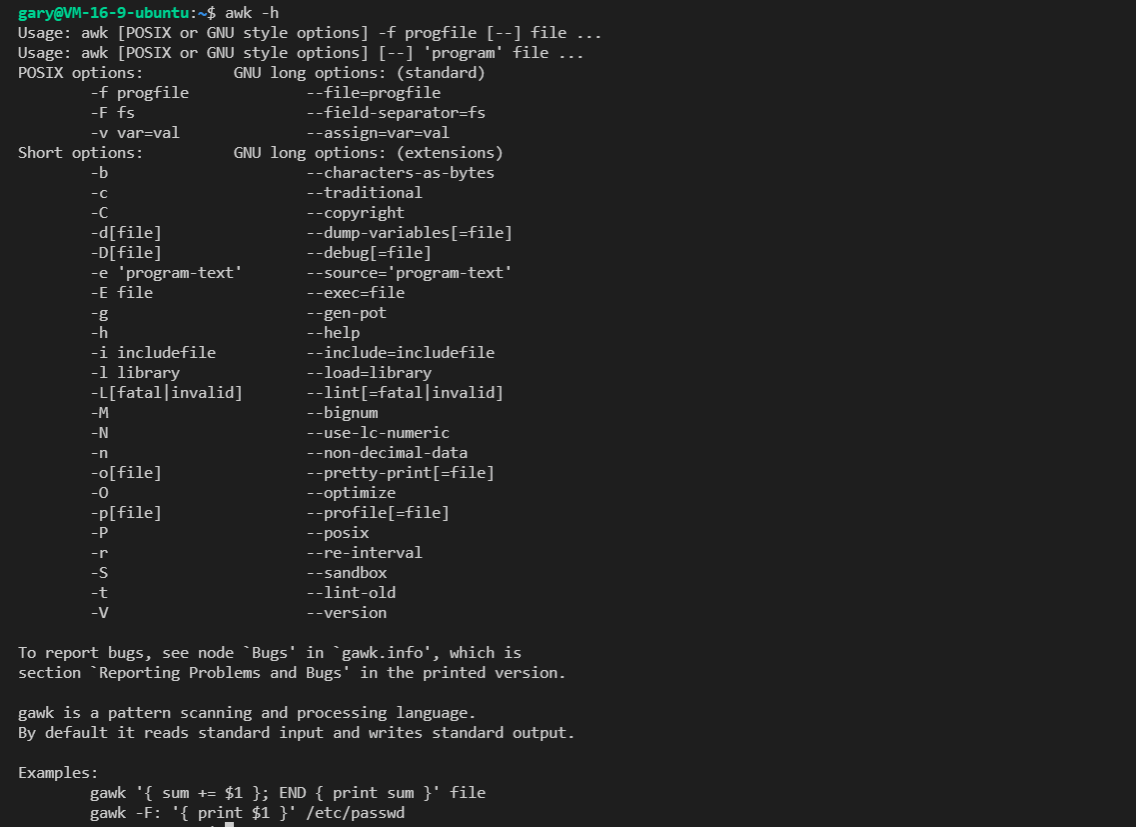 gary@VM-16-9-ubuntu:~$ awk -h
Usage: awk [POSIX or GNU style options] -f progfile [--] file ...
Usage: awk [POSIX or GNU style options] [--] 'program' file ...
POSIX options:          GNU long options: (standard)
        -f progfile             --file=progfile
        -F fs                   --field-separator=fs
        -v var=val              --assign=var=val
Short options:          GNU long options: (extensions)
        -b                      --characters-as-bytes
        -c                      --traditional
        -C                      --copyright
        -d[file]                --dump-variables[=file]
        -D[file]                --debug[=file]
        -e 'program-text'       --source='program-text'
        -E file                 --exec=file
        -g                      --gen-pot
        -h                      --help
        -i includefile          --include=includefile
        -l library              --load=library
        -L[fatal|invalid]       --lint[=fatal|invalid]
        -M                      --bignum
        -N                      --use-lc-numeric
        -n                      --non-decimal-data
        -o[file]                --pretty-print[=file]
        -O                      --optimize
        -p[file]                --profile[=file]
        -P                      --posix
        -r                      --re-interval
        -S                      --sandbox
        -t                      --lint-old
        -V                      --version

To report bugs, see node `Bugs' in `gawk.info', which is
section `Reporting Problems and Bugs' in the printed version.

gawk is a pattern scanning and processing language.
By default it reads standard input and writes standard output.

Examples:
        gawk '{ sum += $1 }; END { print sum }' file
        gawk -F: '{ print $1 }' /etc/passwd